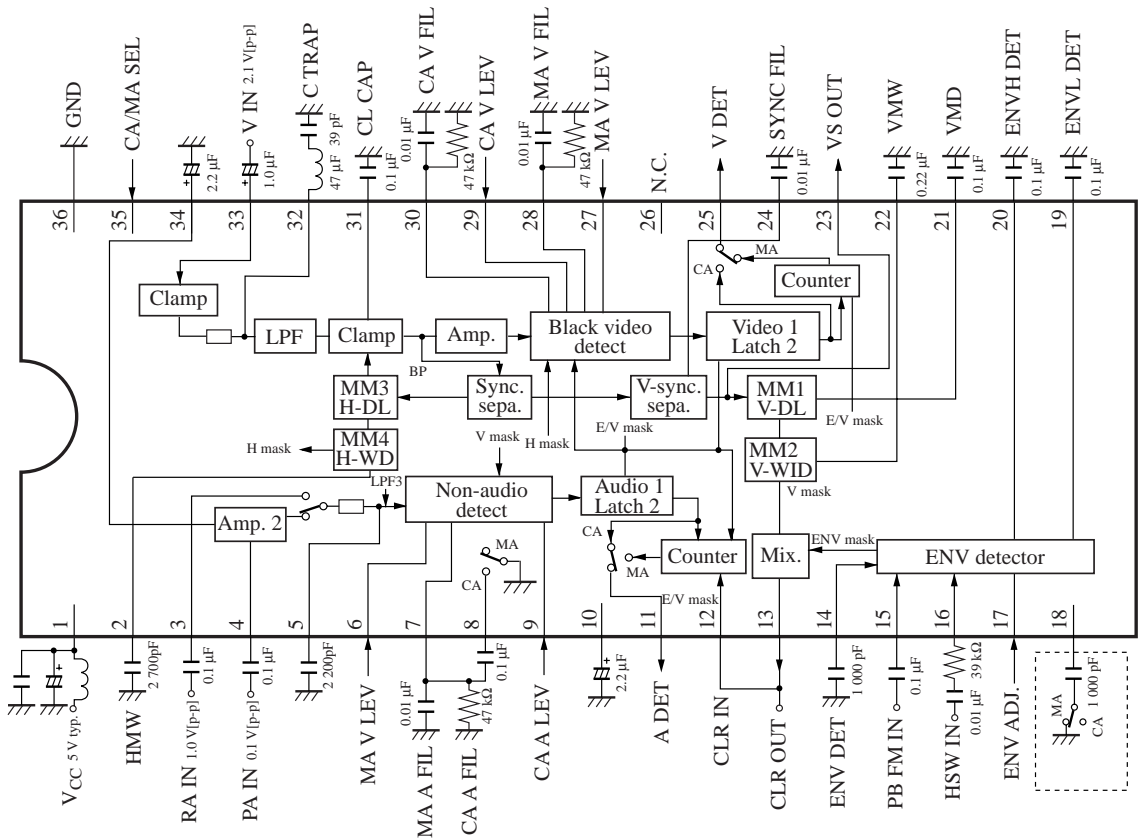 GND
CA/MA SEL
2.2 µF
+
V IN 2.1 V[p-p]
1.0 µF
+
C TRAP
39 pF
47 µF
CL CAP
0.1 µF
CA V FIL
0.01 µF
47 kΩ
CA V LEV
MA V FIL
0.01 µF
47 kΩ
MA V LEV
N.C.
V DET
SYNC FIL
0.01 µF
VS OUT
VMW
0.22 µF
VMD
0.1 µF
ENVH DET
0.1 µF
ENVL DET
0.1 µF
36
35
34
33
32
31
30
29
28
27
26
25
24
23
22
21
20
19
MA
CA
Clamp
Counter
LPF
Clamp
Amp.
Black video
detect
Video 1
Latch 2
BP
MM3
H-DL
Sync.
sepa.
V-sync.
sepa.
MM1
V-DL
E/V mask
E/V mask
V mask
H mask
H mask
MM4
H-WD
MM2
V-WID
V mask
LPF3
Non-audio
detect
Audio 1
Latch 2
Amp. 2
CA
MA
Counter
Mix.
ENV mask
ENV detector
MA
CA
E/V mask
1
2
3
4
5
6
7
8
9
10
11
12
13
14
15
16
17
18
+
VCC 5 V typ.
HMW
2 700pF
RA IN 1.0 V[p-p]
0.1 µF
PA IN 0.1 V[p-p]
0.1 µF
2 200pF
MA V LEV
MA A FIL
0.01 µF
CA A FIL
0.1 µF
47 kΩ
CA A LEV
2.2 µF
+
A DET
CLR IN
CLR OUT
ENV DET
1 000 pF
PB FM IN
0.1 µF
HSW IN
0.01 µF
39 kΩ
ENV ADJ.
MA
CA
1 000 pF